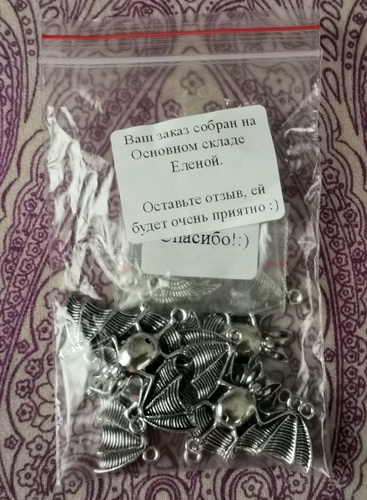 Ваш заказ собран на
Основном складе
Еленой.
Оставьте отзыв, ей
будет очень приятно :)
Спасибо!:)